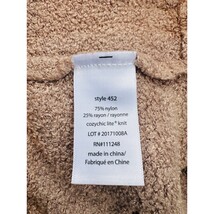 style 452
75% nylon
25% rayon / rayonne
cozychic lite® knit
LOT # 20171008A
RN#111248
made in china/
Fabriqué en Chine